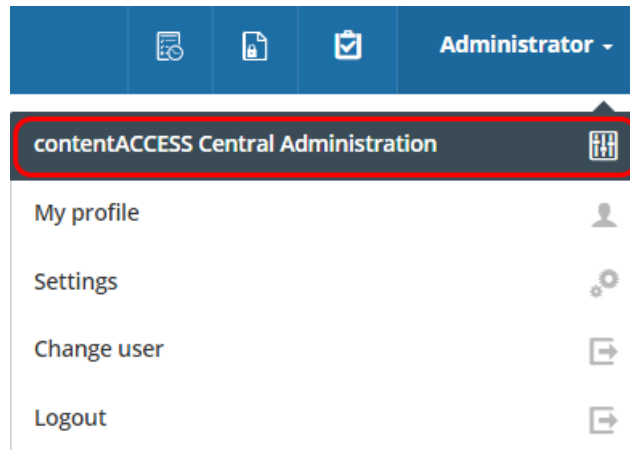 Administrator
contentACCESS Central Administration
My profile
Settings
Change user
Logout